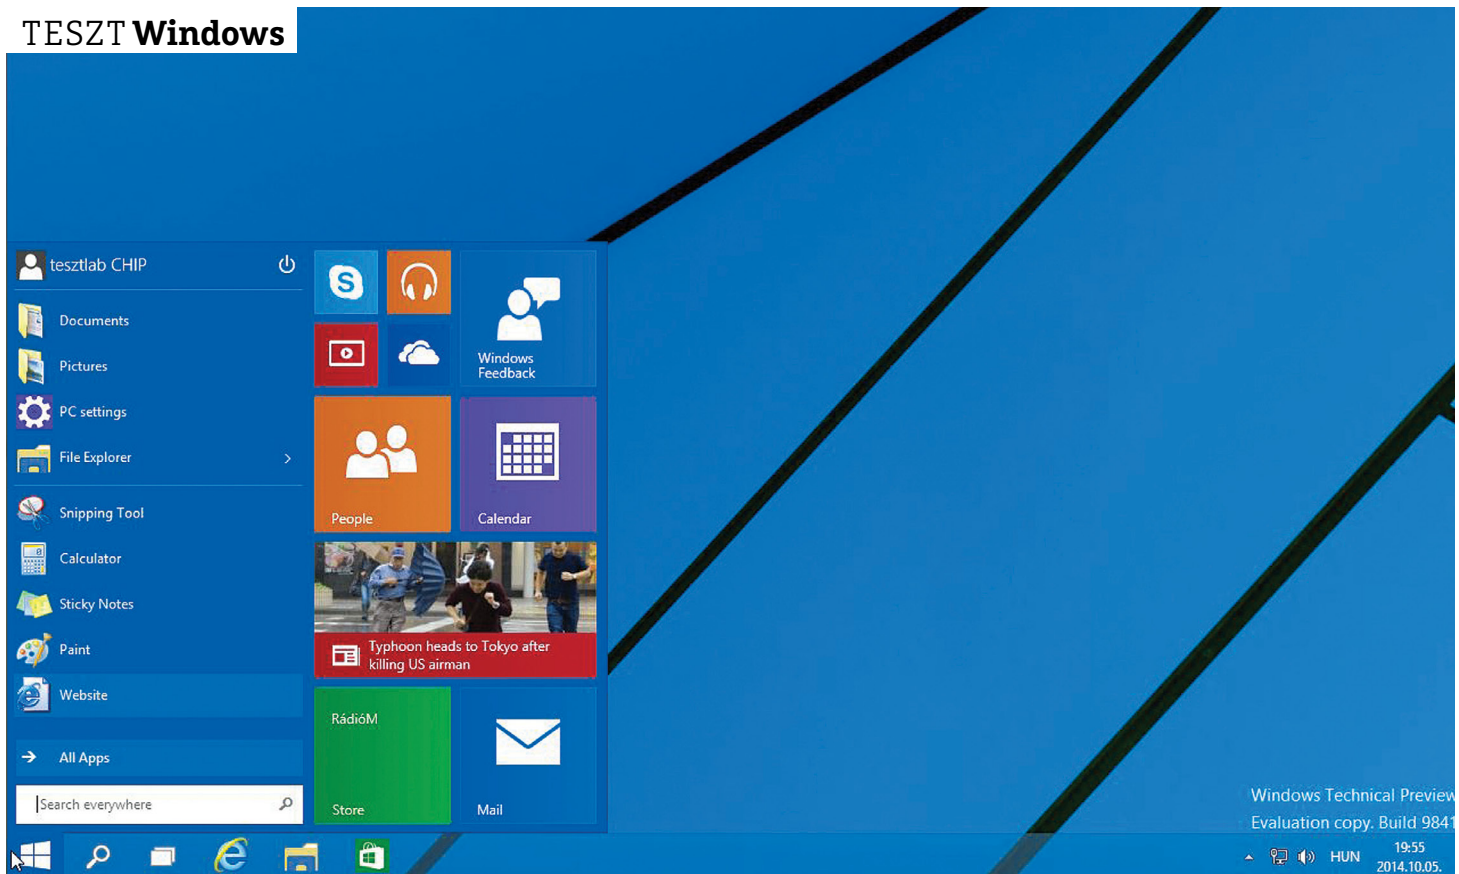 TESZT Windows
tesztlab CHIP
Documents
Pictures
PC settings
File Explorer
Snipping Tool
Calculator
Sticky Notes
Paint
Website
All Apps
Search everywhere
Windows
Feedback
People
Calendar
Typhoon heads to Tokyo after
killing US airman
RádióM
Store
Mail
Windows Technical Preview
Evaluation copy. Build 9841
HUN
19:55
2014.10.05.